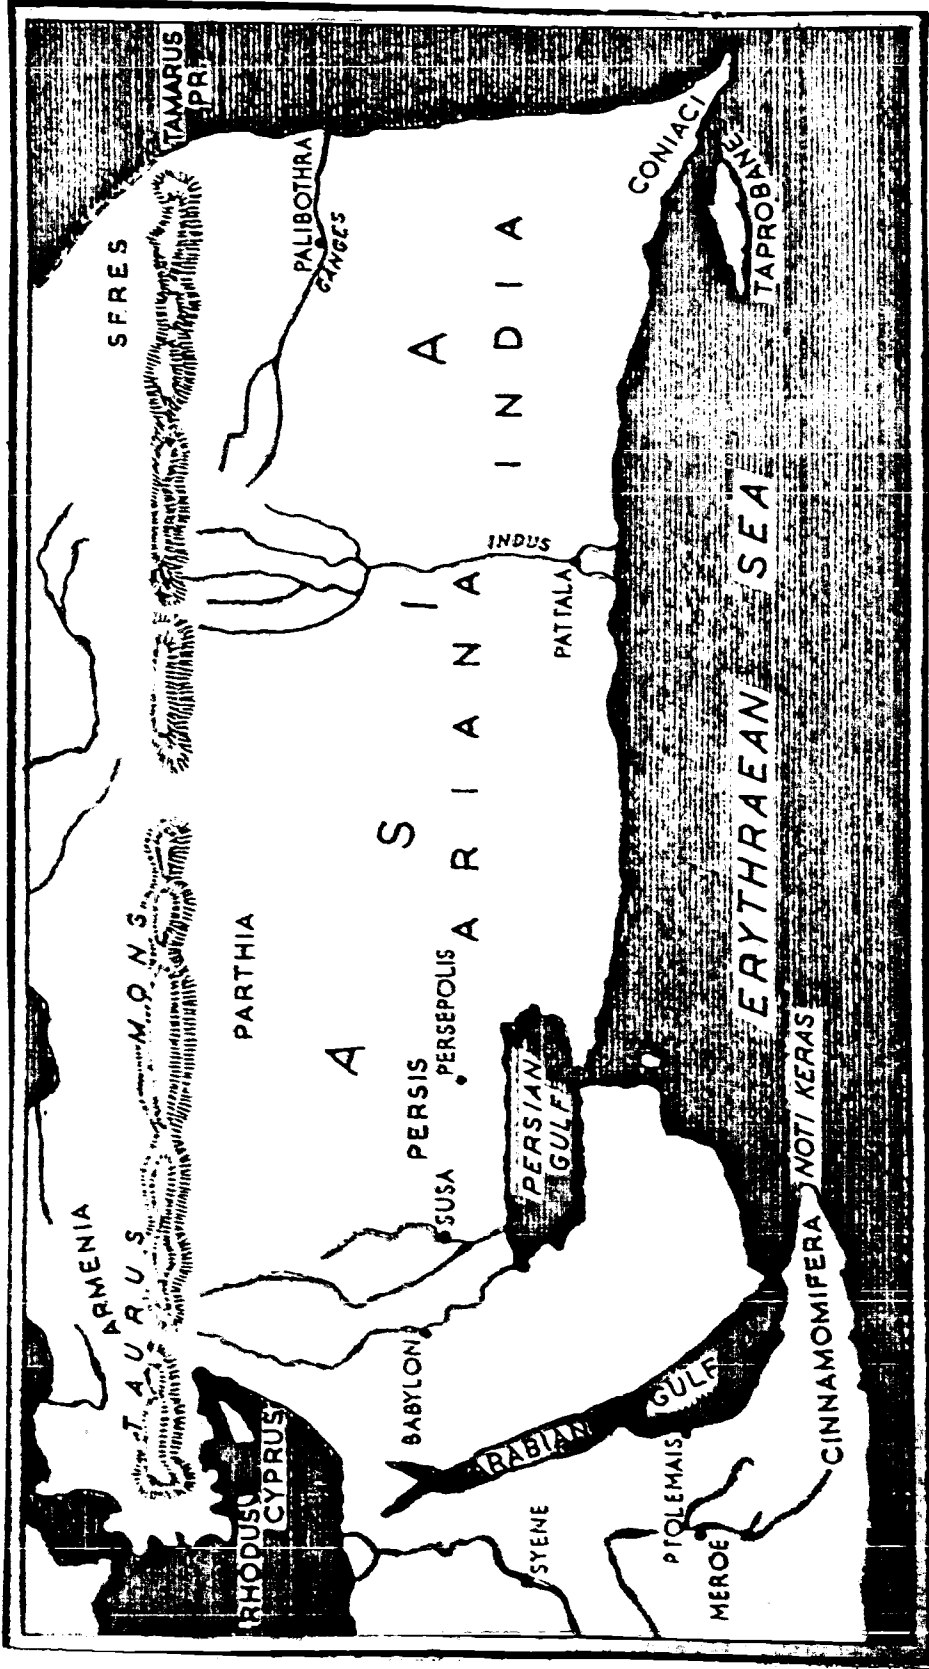 TAMARUS
PR.
SERES
PALIBOTHRA
GANGES
CONIACI
TAPROBANE
ASIA
INDIA
INDUS
PATTALA
ARIANA
ERYTHRAEAN SEA
TAURUS MONS
PARTHIA
PERSIS
PERSEPOLIS
SUSA
PERSIAN
GULF
NOTI KERAS
ARMENIA
BABYLON
ARABIAN GULF
CINNAMOMIFERA
RHODUS
CYPRUS
SYENE
PTOLEMAIS
MEROE